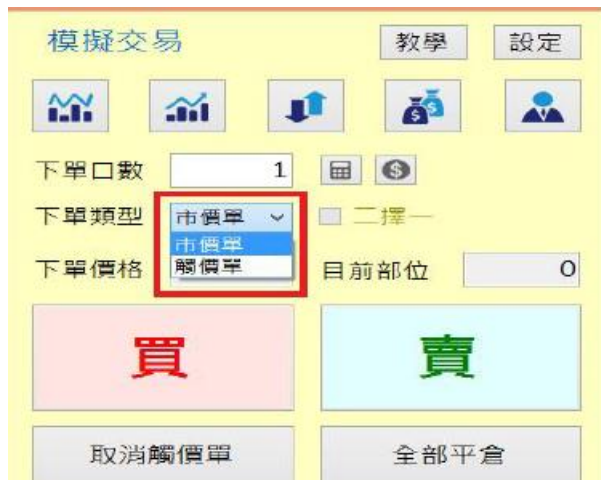 模擬交易 教學 設定
下單口數 1
下單類型 市價單 二擇一
市價單
下單價格 觸價單 目前部位 0
買 賣
取消觸價單 全部平倉